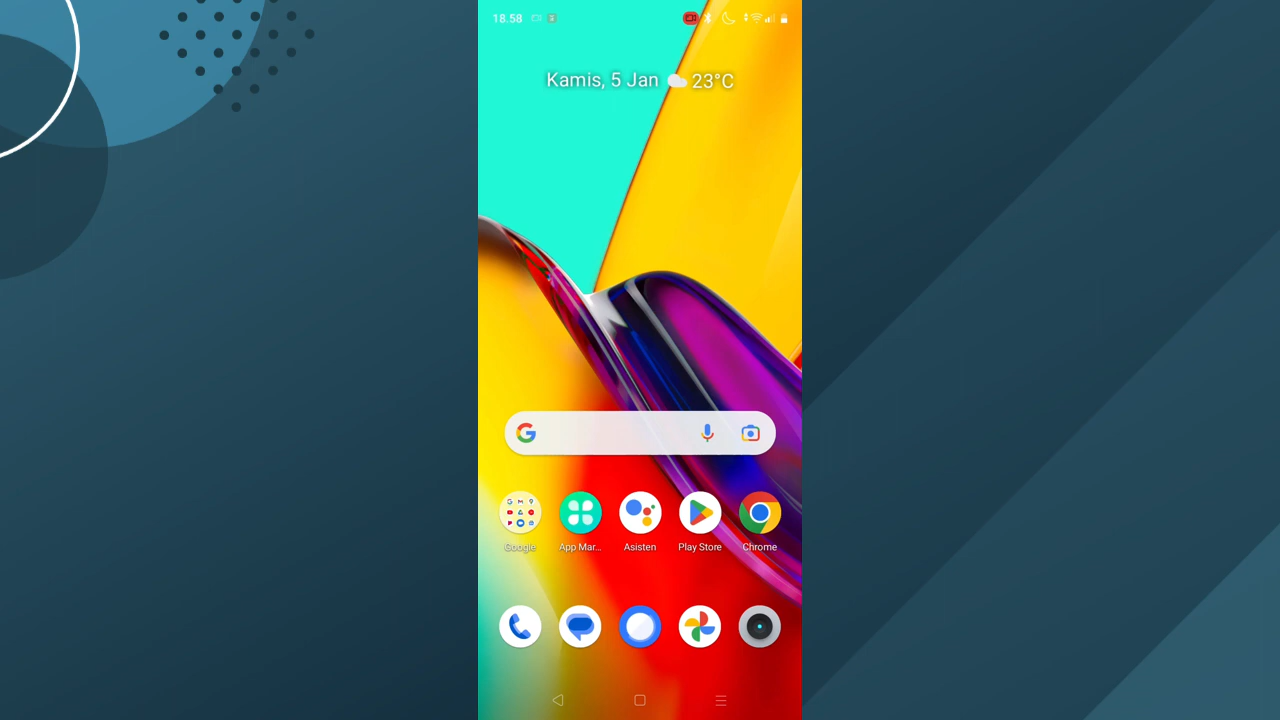 18.58
Kamis, 5 Jan 23°C
Google
App Mar...
Asisten
Play Store
Chrome